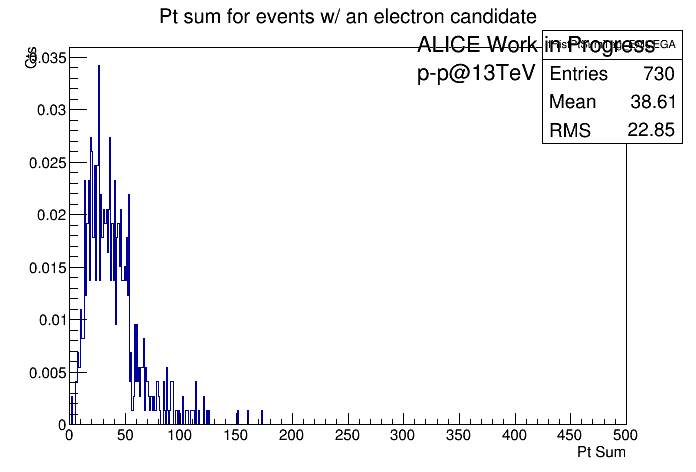 Pt sum for events w/ an electron candidate
ALICE Work in Progress
p-p@13TeV
Entries 730
Mean 38.61
RMS 22.85
0.035
0.03
0.025
0.02
0.015
0.01
0.005
0
0 50 100 150 200 250 300 350 400 450 500
Pt Sum